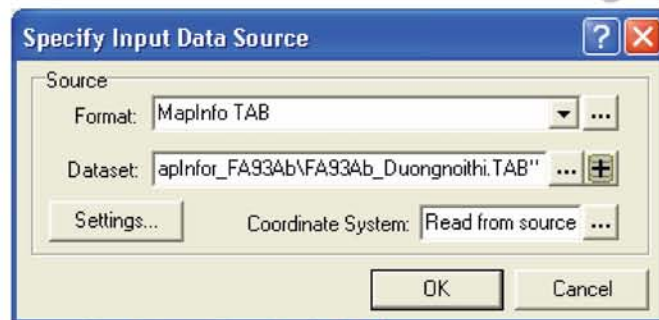 Specify Input Data Source
Source
Format: MapInfo TAB ...
Dataset: apInfor_FA93Ab\FA93Ab_Duongnoithi.TAB" ...
Settings... Coordinate System: Read from source ...
OK Cancel